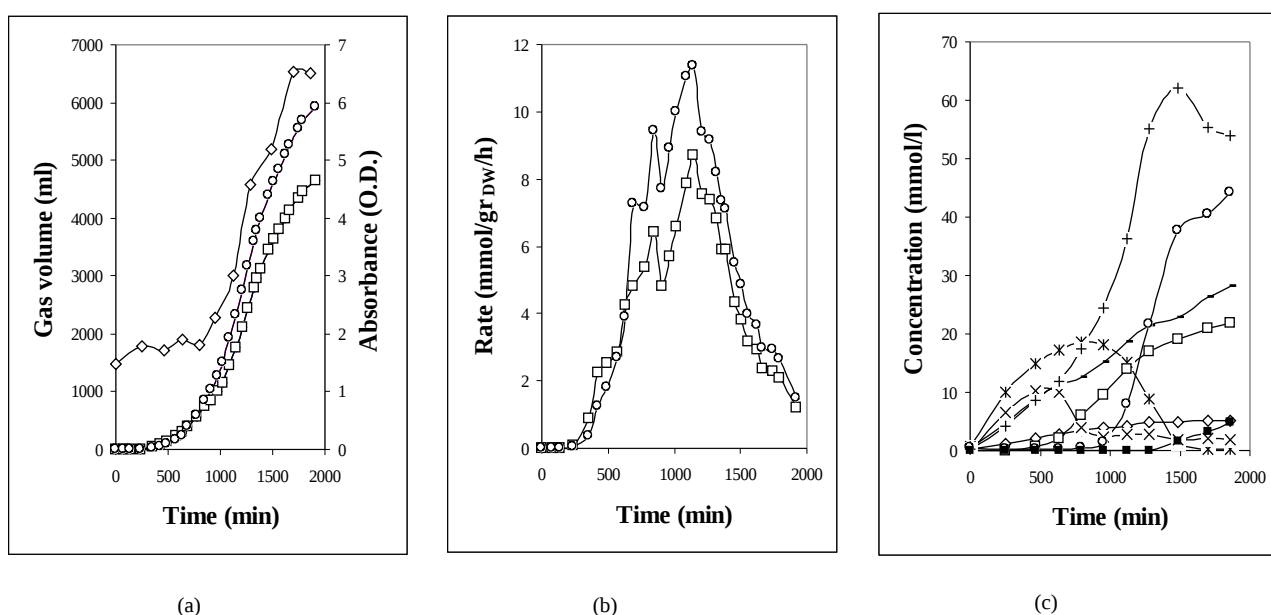 7000
6000
5000
4000
3000
2000
1000
0
7
6
5
4
3
2
1
0
0 500 1000 1500 2000
Gas volume (ml)
Absorbance (O.D.)
Time (min)
12
10
8
6
4
2
0
0 500 1000 1500 2000
Rate (mmol/gr DW/h)
Time (min)
70
60
50
40
30
20
10
0
0 500 1000 1500 2000
Concentration (mmol/l)
Time (min)
(a) (b) (c)